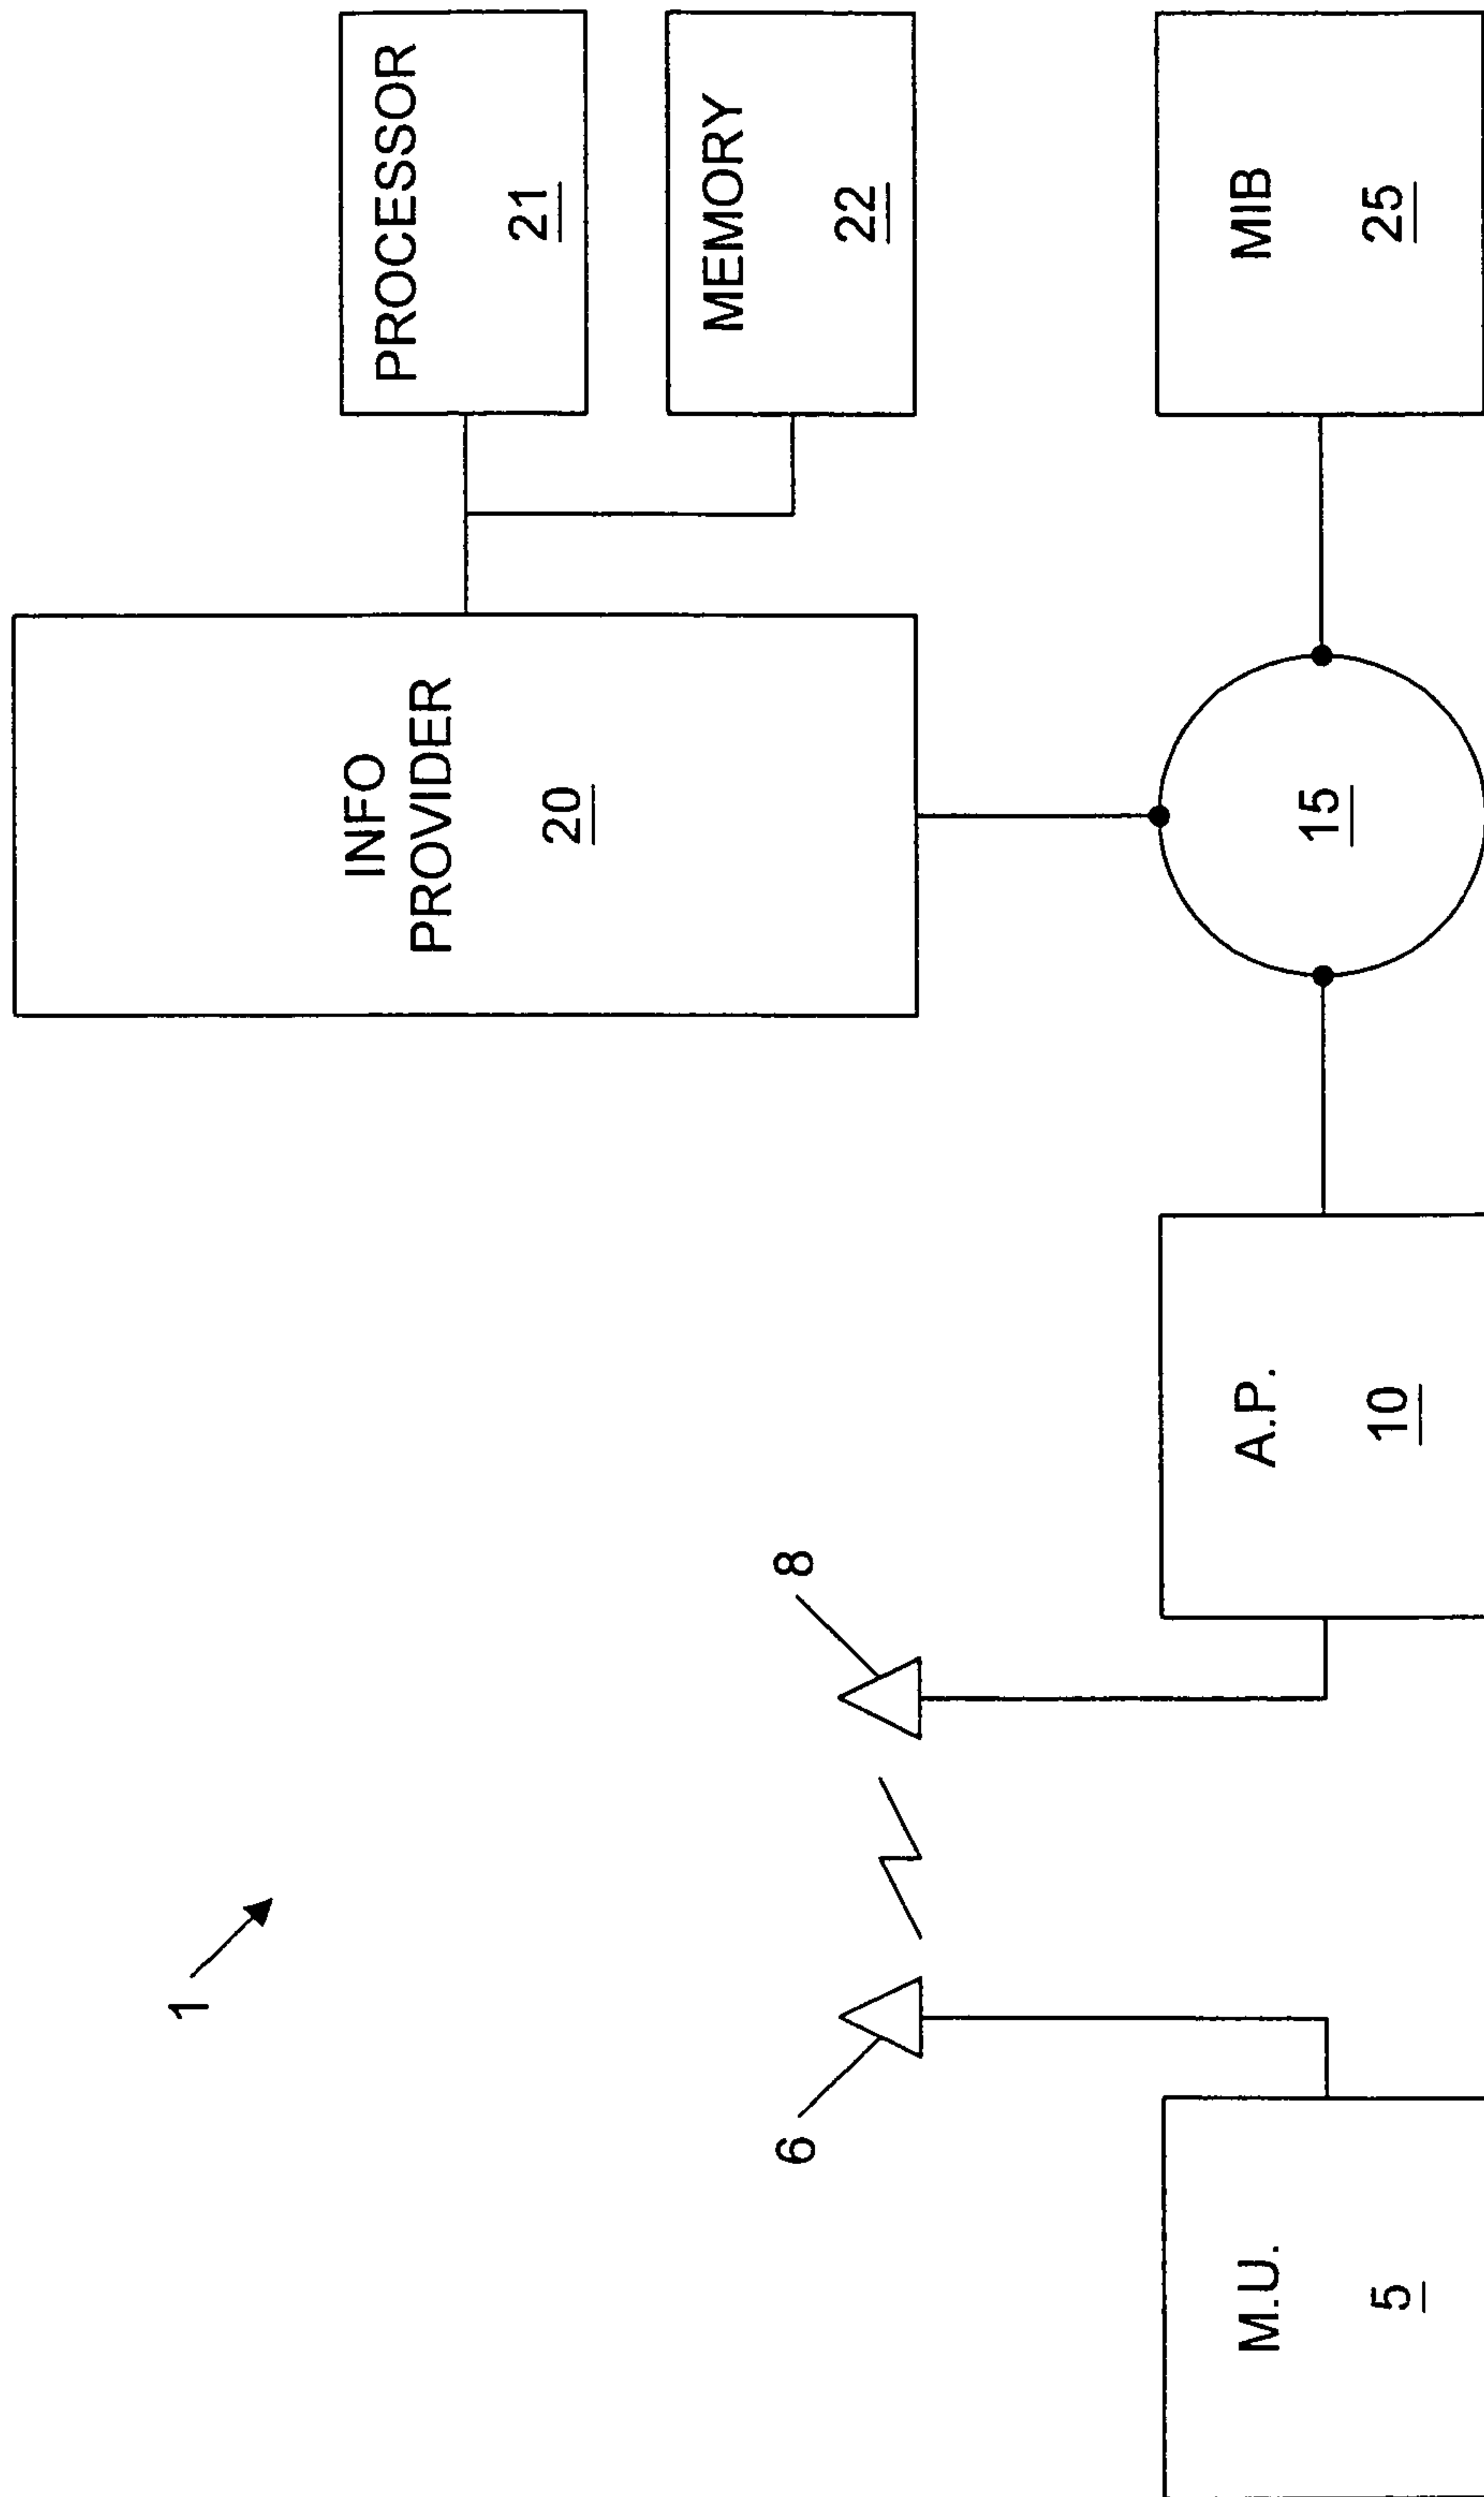 1
INFO
PROVIDER
20
PROCESSOR
21
MEMORY
22
6
8
M.U.
5
A.P.
10
15
MIB
25